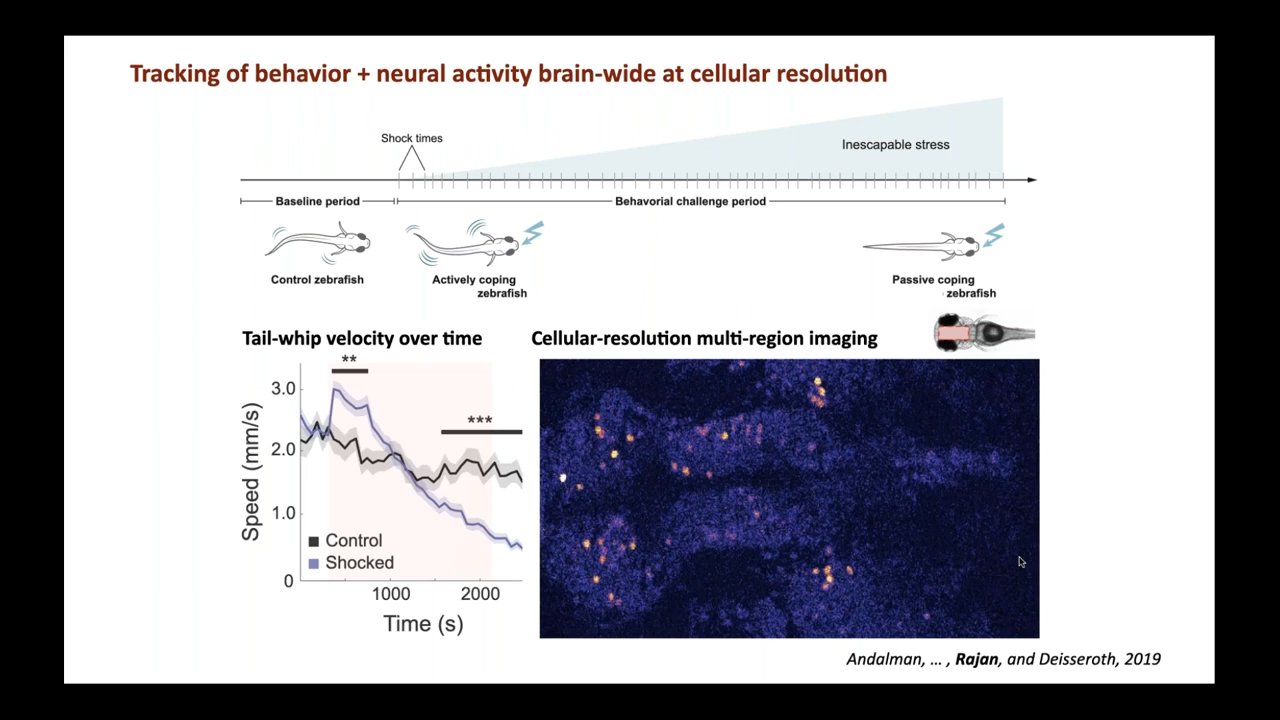 Tracking of behavior + neural activity brain-wide at cellular resolution
Shock times
Inescapable stress
Baseline period
Behavorial challenge period
Control zebrafish
Actively coping
zebrafish
Passive coping
zebrafish
Tail-whip velocity over time
Cellular-resolution multi-region imaging
**
***
3.0
2.0
1.0
0
Speed (mm/s)
Control
Shocked
1000
2000
Time (s)
Andalman, ... , Rajan, and Deisseroth, 2019